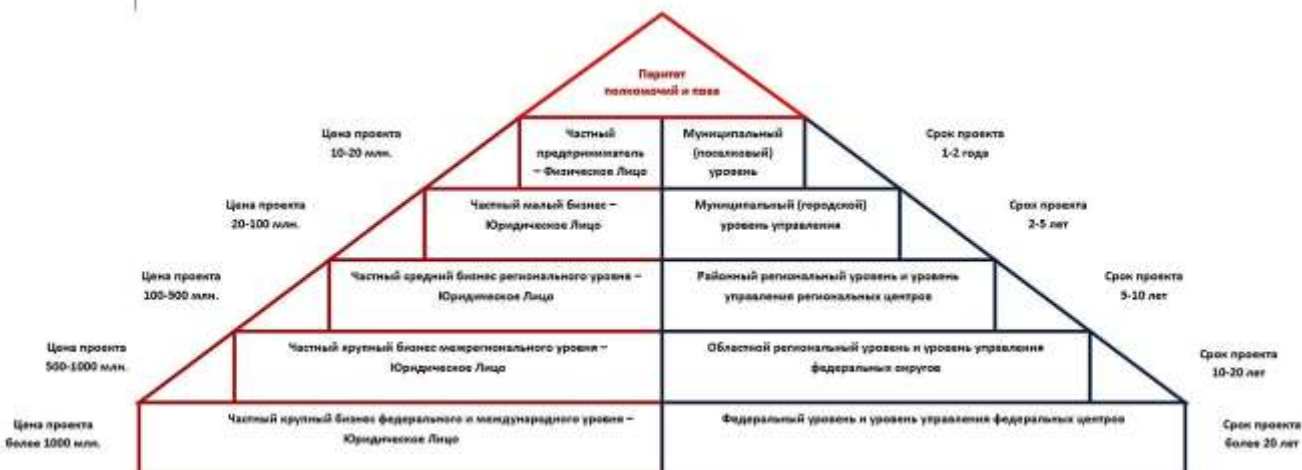 Паритет
полномочий и прав
Цена проекта
10-20 млн.
Частный
предприниматель
– Физическое Лицо
Муниципальный
(поселковый)
уровень
Срок проекта
1-2 года
Цена проекта
20-100 млн.
Частный малый бизнес –
Юридическое Лицо
Муниципальный (городской)
уровень управления
Срок проекта
2-5 лет
Цена проекта
100-500 млн.
Частный средний бизнес регионального уровня –
Юридическое Лицо
Районный региональный уровень и уровень
управления региональных центров
Срок проекта
5-10 лет
Цена проекта
500-1000 млн.
Частный крупный бизнес межрегионального уровня –
Юридическое Лицо
Областной региональный уровень и уровень управления
федеральных округов
Срок проекта
10-20 лет
Цена проекта
более 1000 млн.
Частный крупный бизнес федерального и международного уровня –
Юридическое Лицо
Федеральный уровень и уровень управления федеральных центров
Срок проекта
более 20 лет